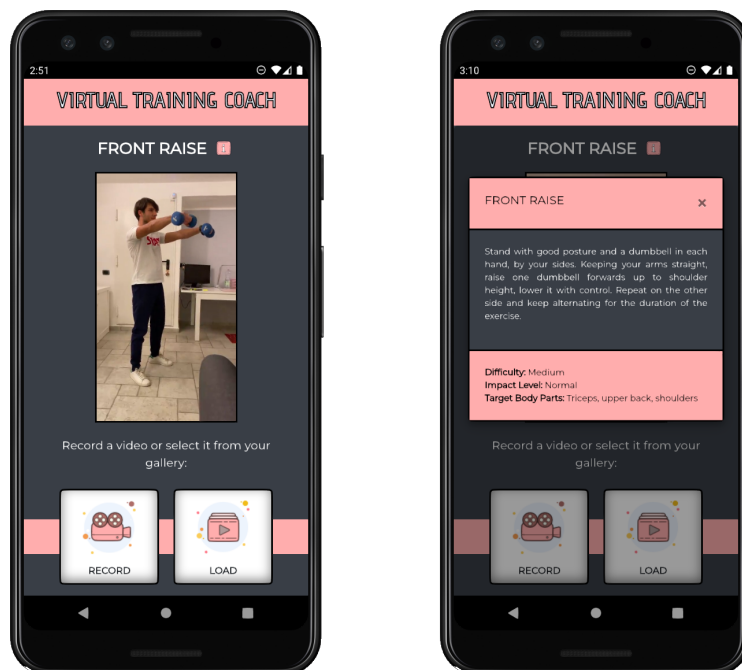 2:51
VIRTUAL TRAINING COACH
FRONT RAISE
Record a video or select it from your
gallery:
RECORD
LOAD
3:10
VIRTUAL TRAINING COACH
FRONT RAISE
FRONT RAISE ×
Stand with good posture and a dumbbell in each
hand, by your sides. Keeping your arms straight,
raise one dumbbell forwards up to shoulder
height, lower it with control. Repeat on the other
side and keep alternating for the duration of the
exercise.
Difficulty: Medium
Impact Level: Normal
Target Body Parts: Triceps, upper back, shoulders
Record a video or select it from your
gallery:
RECORD
LOAD